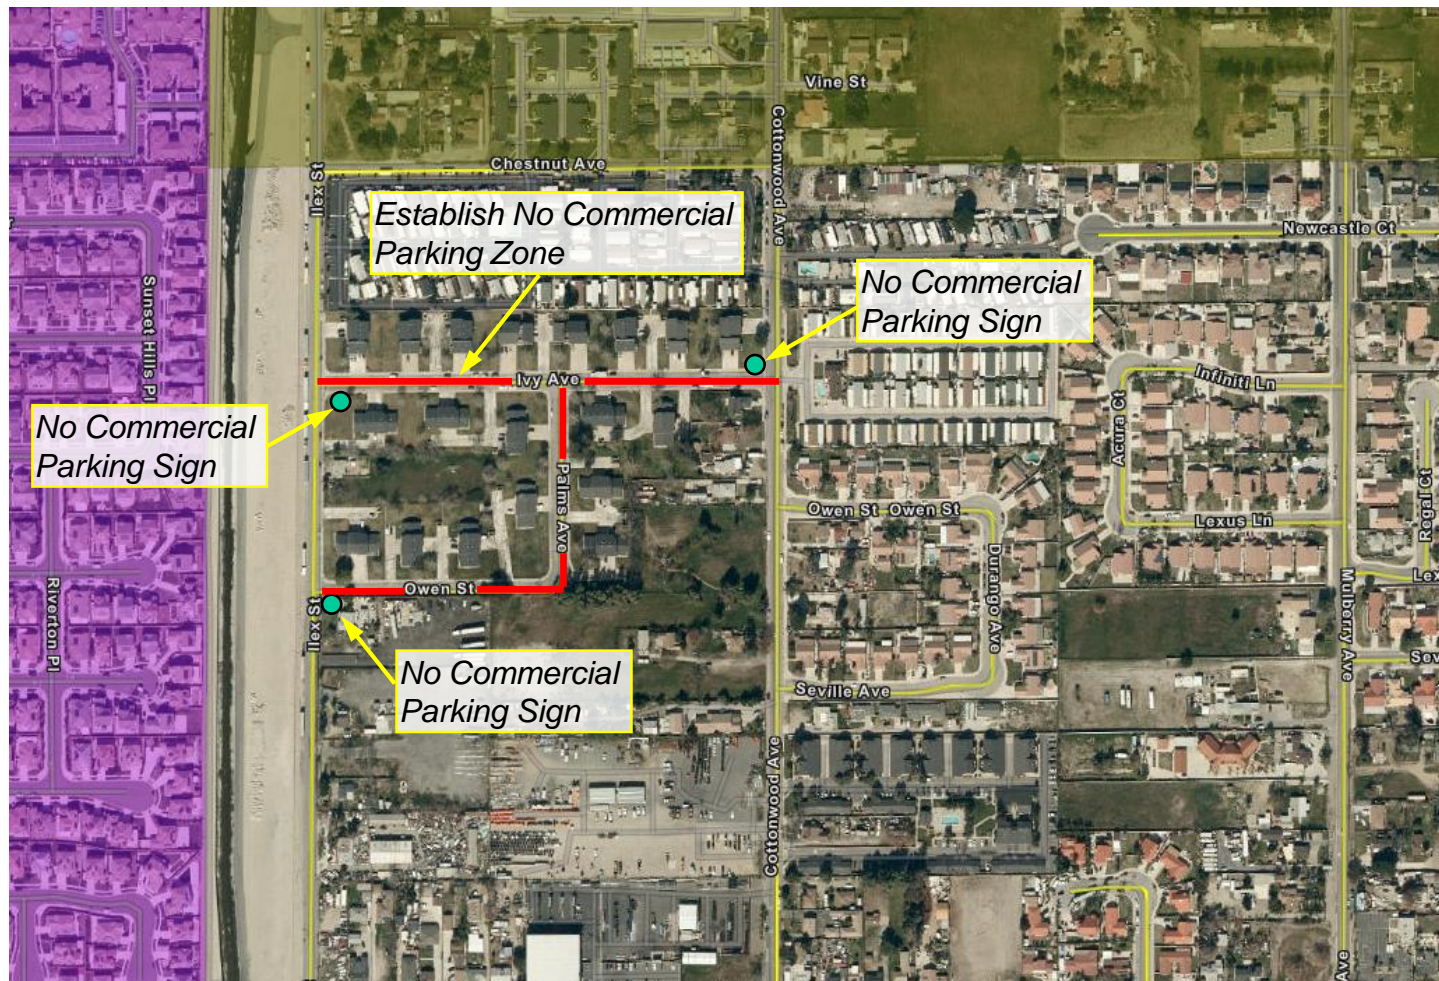 Vine St
Cottonwood Ave
Chestnut Ave
Ilex St
Establish No Commercial
Parking Zone
Newcastle Ct
No Commercial
Parking Sign
Sunset Hills Pl
Ivy Ave
Infiniti Ln
Acura Ct
No Commercial
Parking Sign
Regal Ct
Palms Ave
Owen St
Owen St
Lexus Ln
Durango Ave
Lex
Mulberry Ave
Owen St
Riverton Pl
Ilex St
No Commercial
Parking Sign
Sev
Seville Ave
Cottonwood Ave
Ave